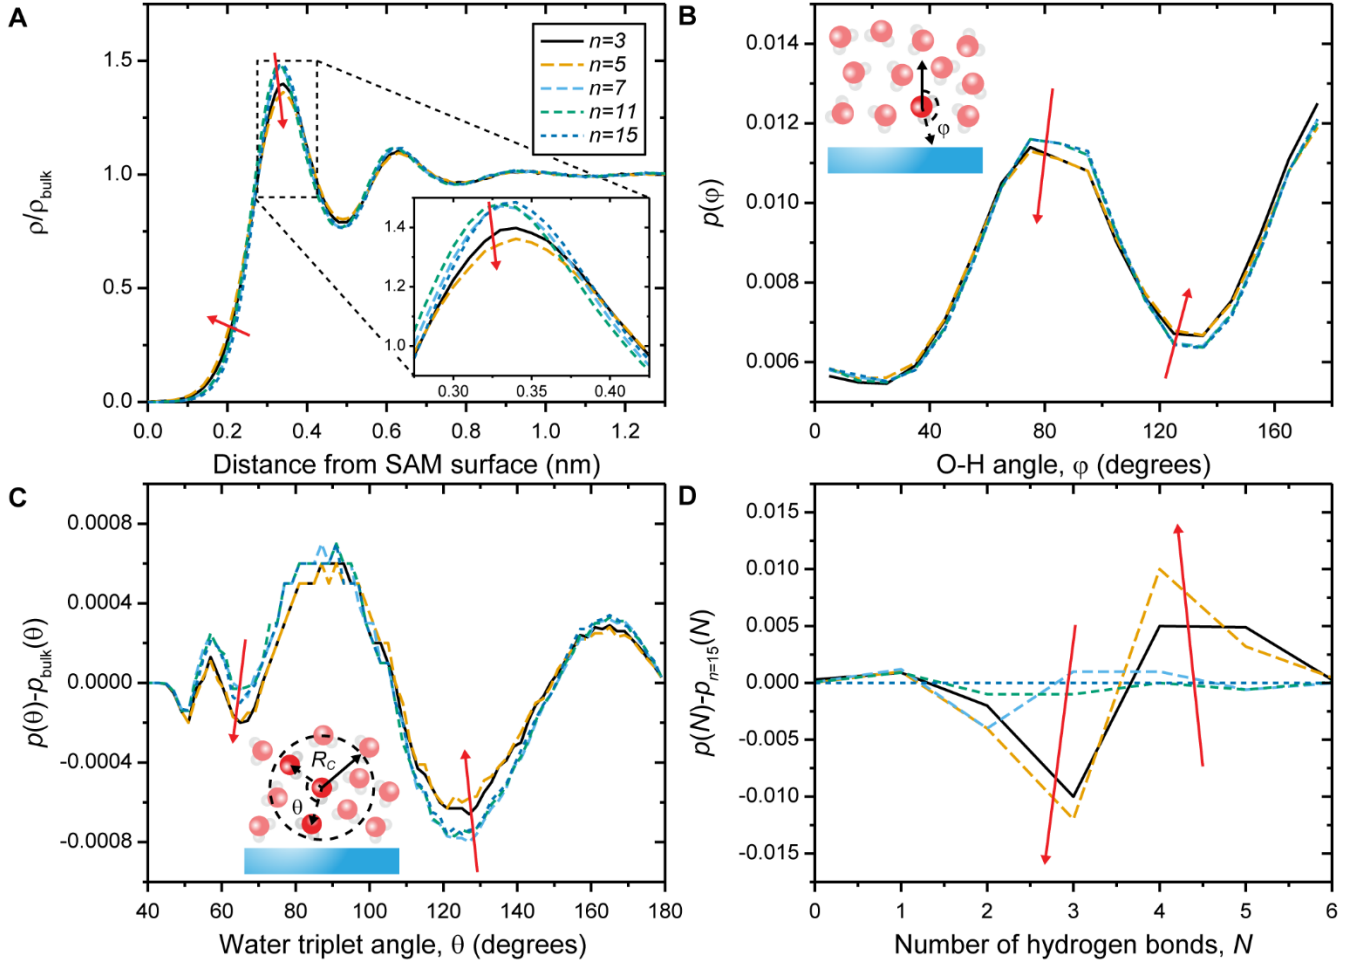 A
ρ/ρbulk
1.5
1.0
0.5
0.0
0.0 0.2 0.4 0.6 0.8 1.0 1.2
Distance from SAM surface (nm)
n=3
n=5
n=7
n=11
n=15
1.4
1.2
1.0
0.30 0.35 0.40
B
p(φ)
0.014
0.012
0.010
0.008
0.006
0 40 80 120 160
O-H angle, φ (degrees)
φ
C
p(θ)-pbulk(θ)
0.0008
0.0004
0.0000
-0.0004
-0.0008
40 60 80 100 120 140 160 180
Water triplet angle, θ (degrees)
RC
θ
D
p(N)-pn=15(N)
0.015
0.010
0.005
0.000
-0.005
-0.010
-0.015
0 1 2 3 4 5 6
Number of hydrogen bonds, N